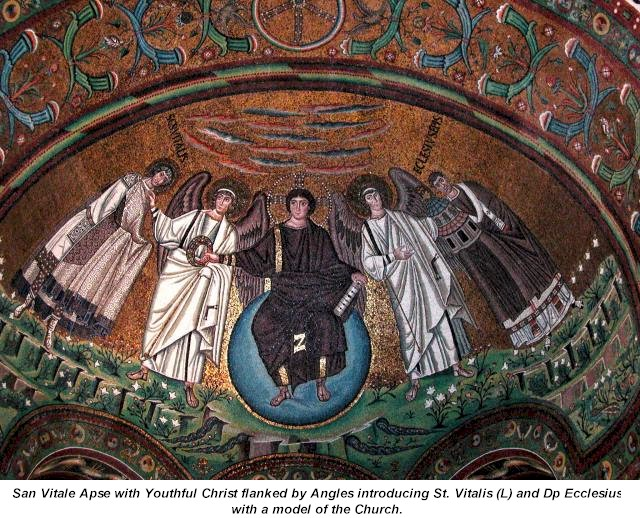 SCS VITALIS
ECLESIVS EPIS
Z
San Vitale Apse with Youthful Christ flanked by Angles introducing St. Vitalis (L) and Dp Ecclesius
with a model of the Church.